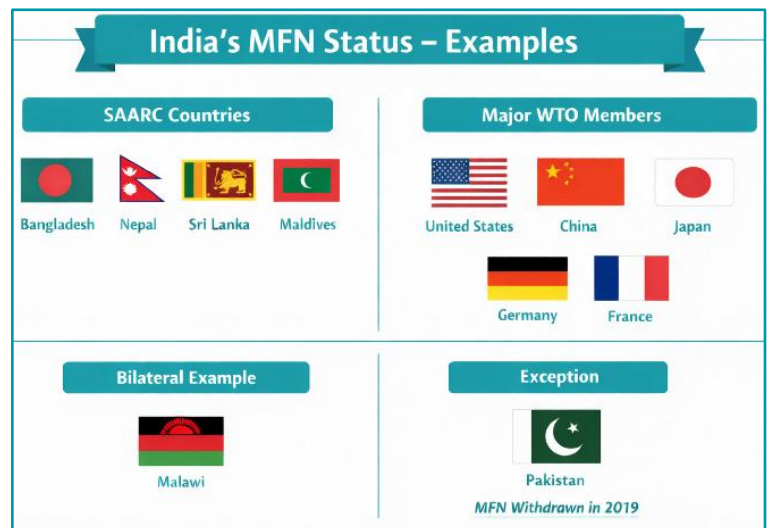 India's MFN Status – Examples
SAARC Countries
Bangladesh
Nepal
Sri Lanka
Maldives
Major WTO Members
United States
China
Japan
Germany
France
Bilateral Example
Malawi
Exception
Pakistan
MFN Withdrawn in 2019